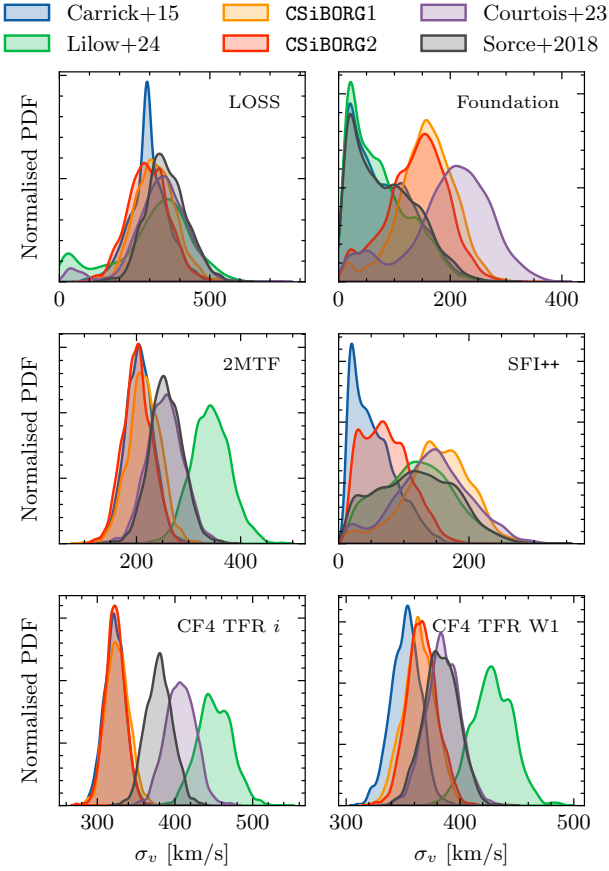 Carrick+15 CSiBORG1 Courtois+23
Lilow+24 CSiBORG2 Sorce+2018
Normalised PDF
LOSS
0 500
Foundation
0 200 400
Normalised PDF
2MTF
200 400
SFI++
0 200
Normalised PDF
CF4 TFR i
300 400 500
σv [km/s]
CF4 TFR W1
300 400 500
σv [km/s]